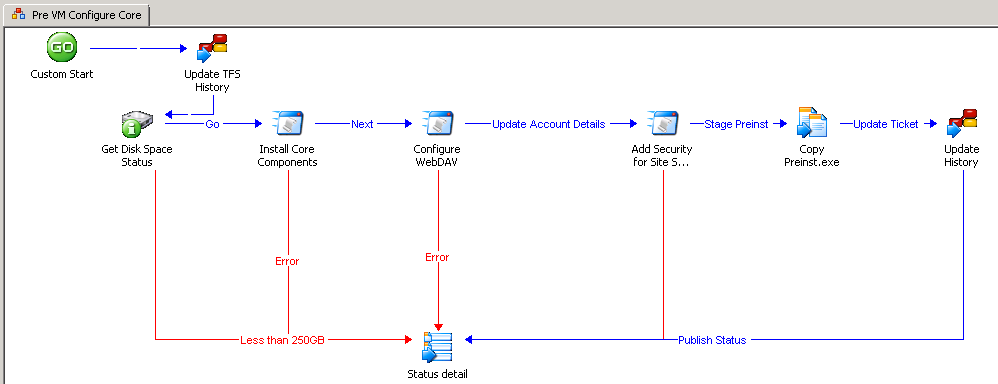 Pre VM Configure Core
GO
Custom Start
Update TFS
History
Go
Next
Update Account Details
Stage Preinst
Update Ticket
Get Disk Space
Status
Install Core
Components
Configure
WebDAV
Add Security
for Site S...
Copy
Preinst.exe
Update
History
Error
Error
Less than 250GB
Publish Status
Status detail